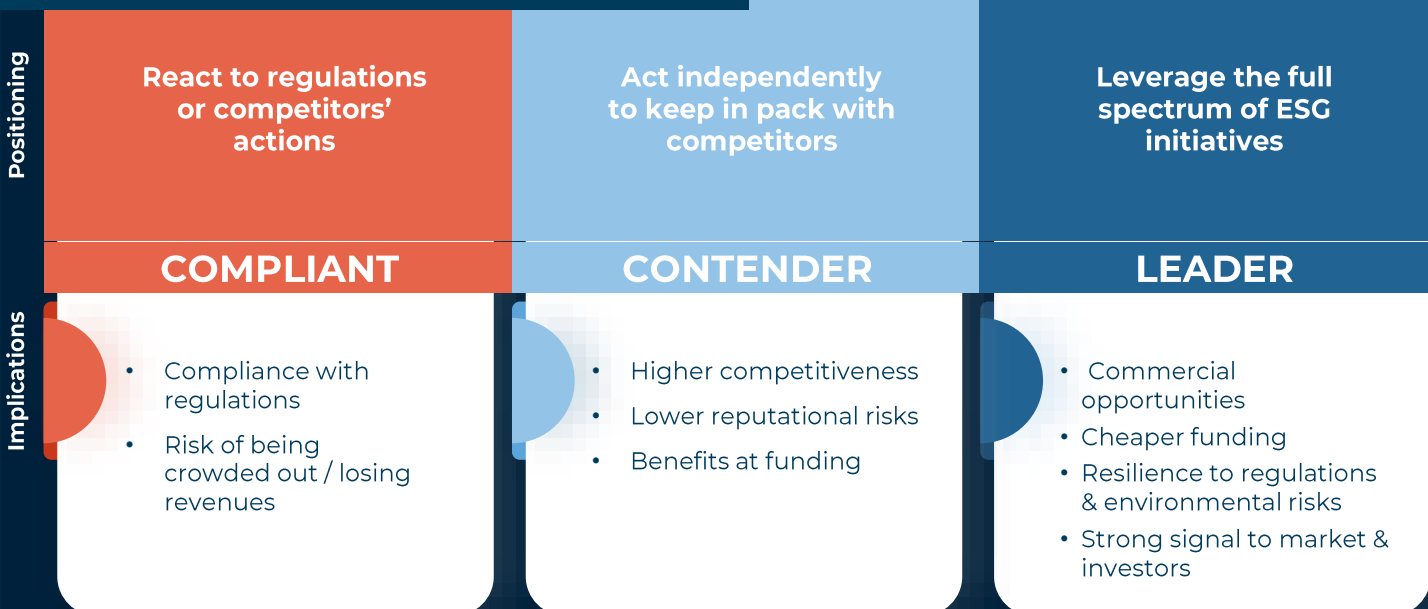 Positioning
React to regulations
or competitors’
actions
Act independently
to keep in pack with
competitors
Leverage the full
spectrum of ESG
initiatives
COMPLIANT
CONTENDER
LEADER
Implications
• Compliance with
regulations
• Risk of being
crowded out / losing
revenues
• Higher competitiveness
• Lower reputational risks
• Benefits at funding
• Commercial
opportunities
• Cheaper funding
• Resilience to regulations
& environmental risks
• Strong signal to market &
investors